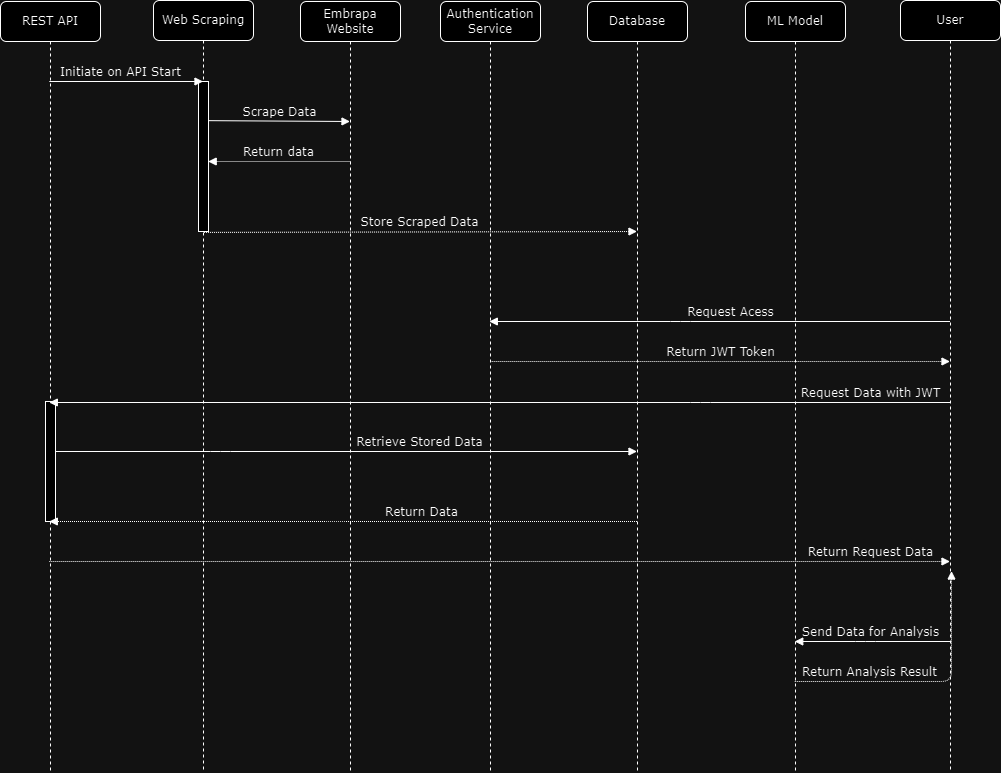 REST API
Web Scraping
Embrapa
Website
Authentication
Service
Database
ML Model
User
Initiate on API Start
Scrape Data
Return data
Store Scraped Data
Request Acess
Return JWT Token
Request Data with JWT
Retrieve Stored Data
Return Data
Return Request Data
Send Data for Analysis
Return Analysis Result